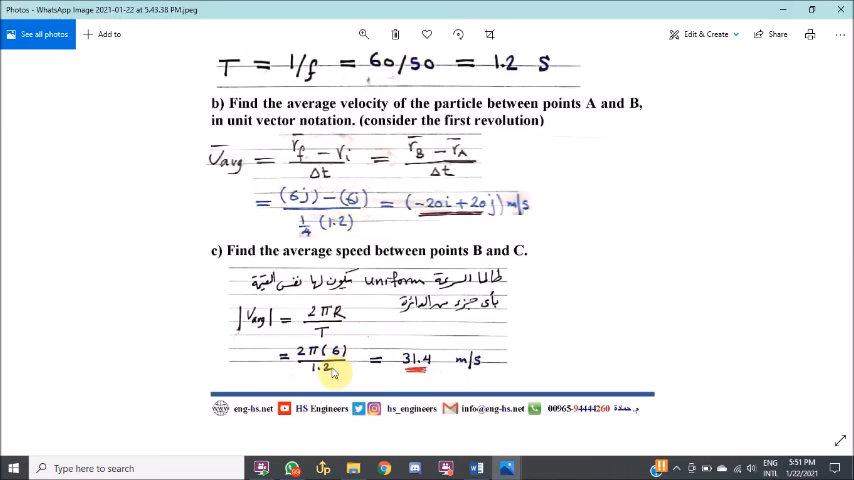 Photos - WhatsApp Image 2021-01-22 at 5.43.38 PM.jpeg
See all photos
Add to
Edit & Create
Share
T = 1/f = 60/50 = 1.2 S
b) Find the average velocity of the particle between points A and B,
in unit vector notation. (consider the first revolution)
Vavg = rf - ri / Δt = rB - rA / Δt
= (6j) - (6i) / 1/4 (1.2) = (-20i + 20j) m/s
c) Find the average speed between points B and C.
طالما السرعة uniform سيكون لها نفس القيمة
بأي جزء من الدائرة
|Vavg| = 2πR / T
= 2π(6) / 1.2 = 31.4 m/s
eng-hs.net HS Engineers hs_engineers info@eng-hs.net 00965-94444260 م. حمادة
Type here to search
ENG
INTL
5:51 PM
1/22/2021